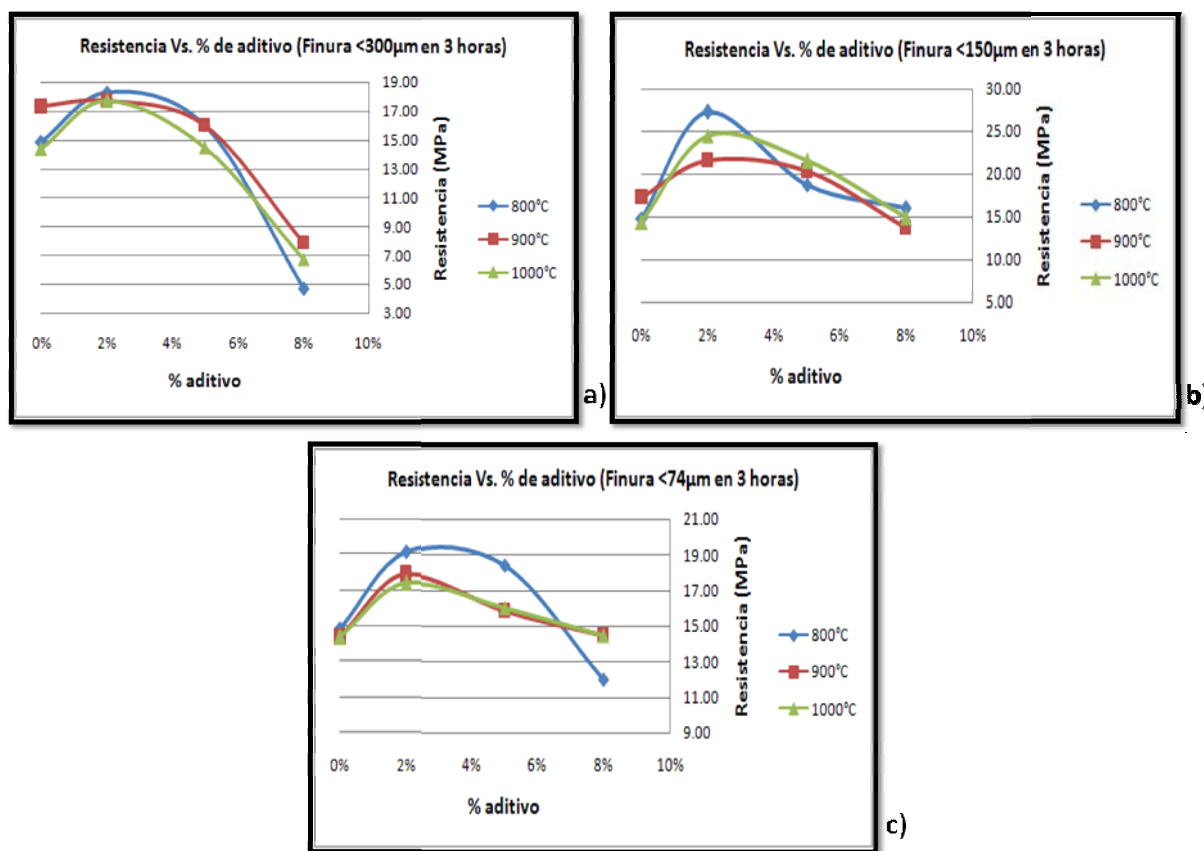 Resistencia Vs. % de aditivo (Finura <300µm en 3 horas)
19.00
17.00
15.00
13.00
11.00
9.00
7.00
5.00
3.00
Resistencia (MPa)
800°C
900°C
1000°C
0% 2% 4% 6% 8% 10%
% aditivo
a)
Resistencia Vs. % de aditivo (Finura <150µm en 3 horas)
30.00
25.00
20.00
15.00
10.00
5.00
Resistencia (MPa)
800°C
900°C
1000°C
0% 2% 4% 6% 8% 10%
% aditivo
b)
Resistencia Vs. % de aditivo (Finura <74µm en 3 horas)
21.00
19.00
17.00
15.00
13.00
11.00
9.00
Resistencia (MPa)
800°C
900°C
1000°C
0% 2% 4% 6% 8% 10%
% aditivo
c)